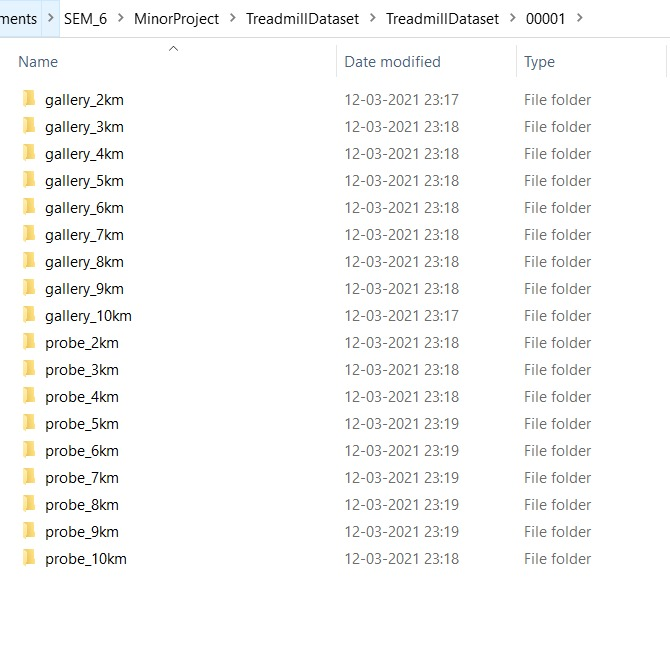 ments > SEM_6 > MinorProject > TreadmillDataset > TreadmillDataset > 00001 >
Name Date modified Type
gallery_2km 12-03-2021 23:17 File folder
gallery_3km 12-03-2021 23:18 File folder
gallery_4km 12-03-2021 23:18 File folder
gallery_5km 12-03-2021 23:18 File folder
gallery_6km 12-03-2021 23:18 File folder
gallery_7km 12-03-2021 23:18 File folder
gallery_8km 12-03-2021 23:18 File folder
gallery_9km 12-03-2021 23:18 File folder
gallery_10km 12-03-2021 23:17 File folder
probe_2km 12-03-2021 23:18 File folder
probe_3km 12-03-2021 23:18 File folder
probe_4km 12-03-2021 23:18 File folder
probe_5km 12-03-2021 23:19 File folder
probe_6km 12-03-2021 23:19 File folder
probe_7km 12-03-2021 23:19 File folder
probe_8km 12-03-2021 23:19 File folder
probe_9km 12-03-2021 23:19 File folder
probe_10km 12-03-2021 23:18 File folder